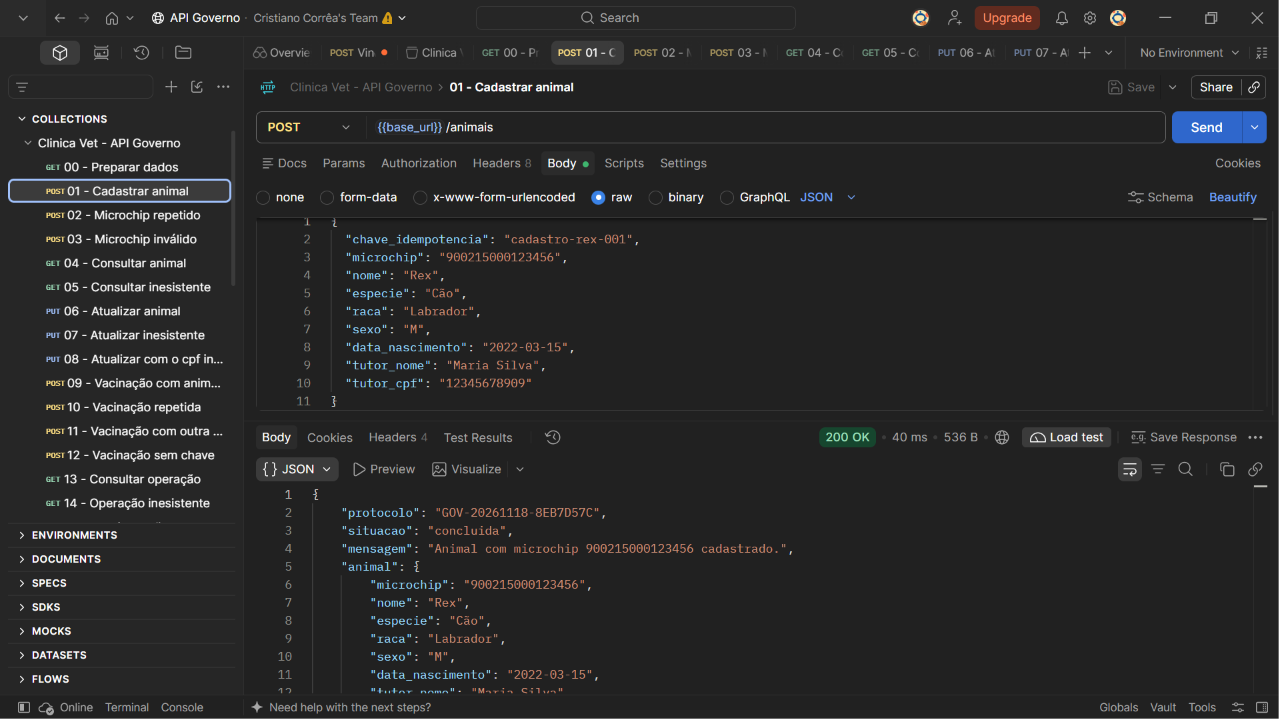 API Governo · Cristiano Corrêa's Team
Search
Upgrade
Overvie
POST Vin
Clinica
GET 00 - Pr
POST 01 - C
POST 02 - M
POST 03 - M
GET 04 - Co
GET 05 - Co
PUT 06 - At
PUT 07 - At
No Environment
Clinica Vet - API Governo > 01 - Cadastrar animal
Save
Share
POST
{{base_url}} /animais
Send
Docs Params Authorization Headers 8 Body Scripts Settings
Cookies
none form-data x-www-form-urlencoded raw binary GraphQL JSON
Schema Beautify
COLLECTIONS
Clinica Vet - API Governo
GET 00 - Preparar dados
POST 01 - Cadastrar animal
POST 02 - Microchip repetido
POST 03 - Microchip inválido
GET 04 - Consultar animal
GET 05 - Consultar inesistente
PUT 06 - Atualizar animal
PUT 07 - Atualizar inesistente
PUT 08 - Atualizar com o cpf in...
POST 09 - Vacinação com anim...
POST 10 - Vacinação repetida
POST 11 - Vacinação com outra ...
POST 12 - Vacinação sem chave
GET 13 - Consultar operação
GET 14 - Operação inesistente
ENVIRONMENTS
DOCUMENTS
SPECS
SDKS
MOCKS
DATASETS
FLOWS
1 {
2 "chave_idempotencia": "cadastro-rex-001",
3 "microchip": "900215000123456",
4 "nome": "Rex",
5 "especie": "Cão",
6 "raca": "Labrador",
7 "sexo": "M",
8 "data_nascimento": "2022-03-15",
9 "tutor_nome": "Maria Silva",
10 "tutor_cpf": "12345678909"
11 }
Body Cookies Headers 4 Test Results
200 OK • 40 ms • 536 B
Load test
e.g. Save Response
{} JSON
Preview
Visualize
1 {
2 "protocolo": "GOV-20261118-8EB7D57C",
3 "situacao": "concluida",
4 "mensagem": "Animal com microchip 900215000123456 cadastrado.",
5 "animal": {
6 "microchip": "900215000123456",
7 "nome": "Rex",
8 "especie": "Cão",
9 "raca": "Labrador",
10 "sexo": "M",
11 "data_nascimento": "2022-03-15",
12 "tutor_nome": "Maria Silva"
Online Terminal Console
Need help with the next steps?
Globals Vault Tools